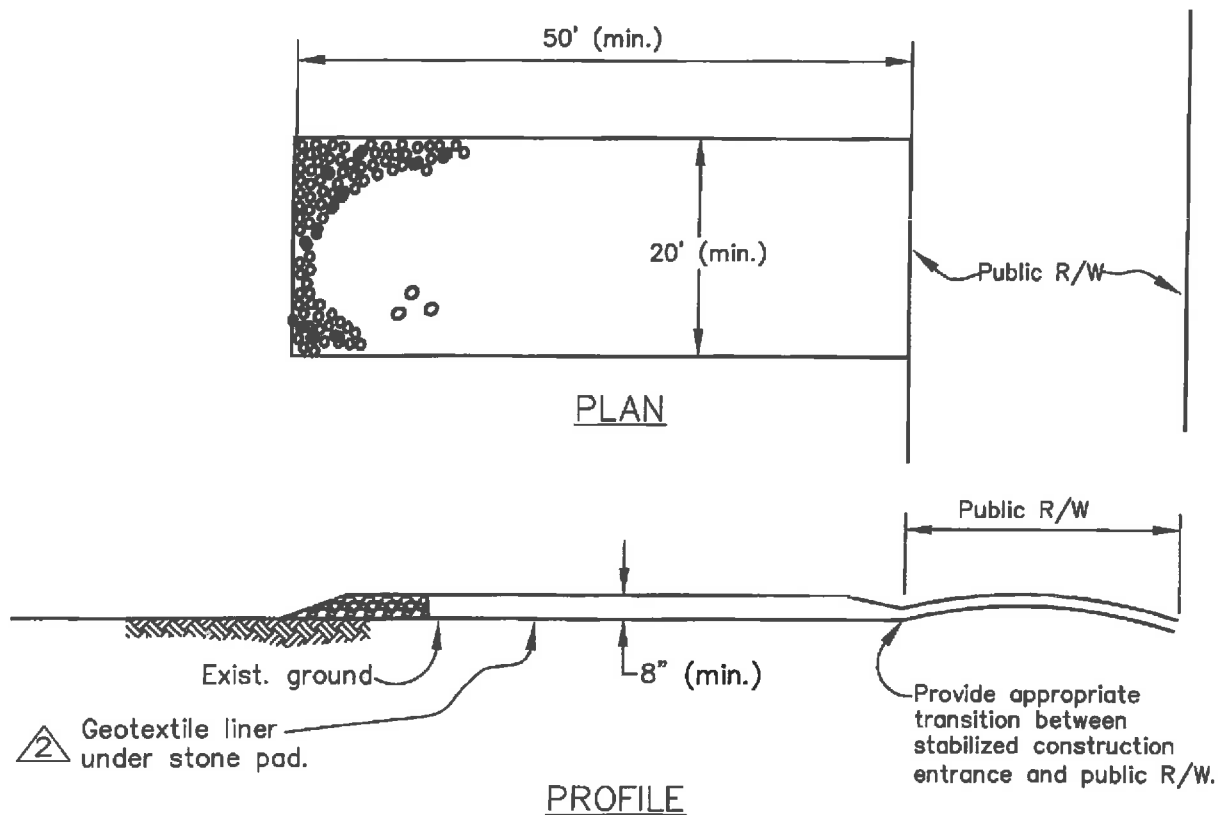 50' (min.)
20' (min.)
Public R/W
PLAN
Public R/W
Exist. ground
8" (min.)
2
Geotextile liner
under stone pad.
Provide appropriate
transition between
stabilized construction
entrance and public R/W.
PROFILE